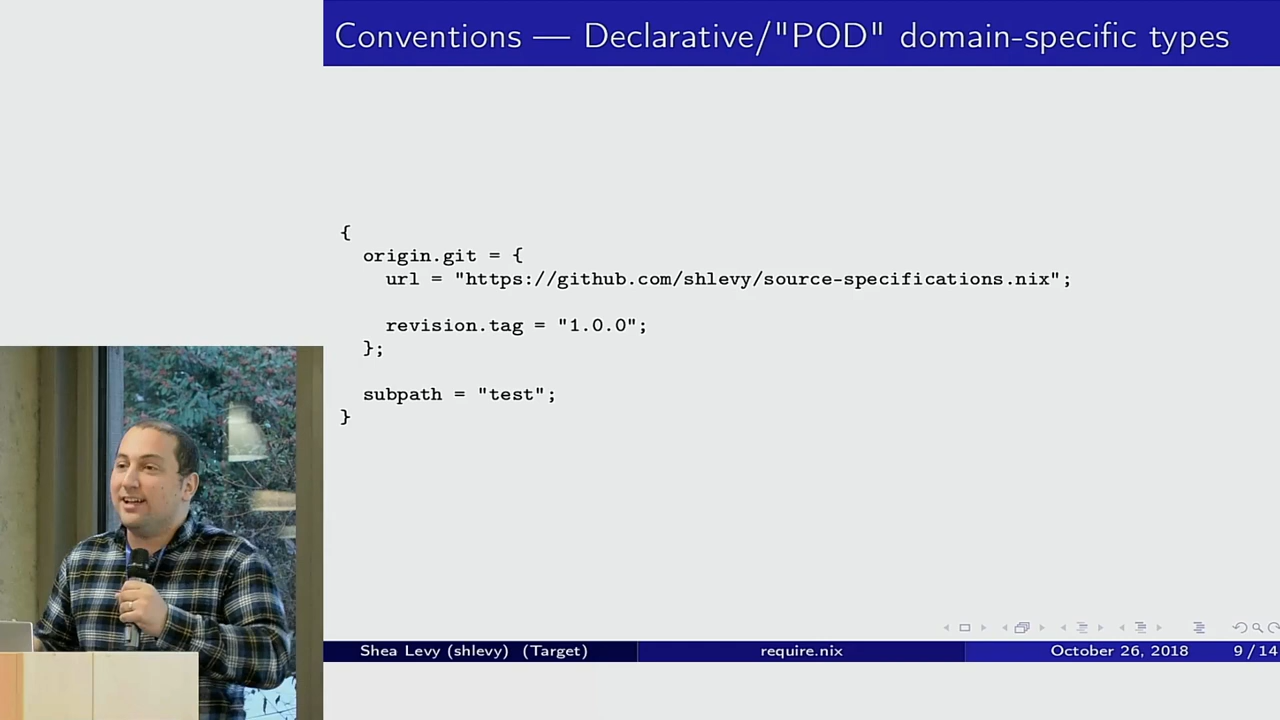 Conventions — Declarative/"POD" domain-specific types
{
  origin.git = {
    url = "https://github.com/shlevy/source-specifications.nix";
    revision.tag = "1.0.0";
  };
  subpath = "test";
}
Shea Levy (shlevy) (Target) require.nix October 26, 2018 9 / 14